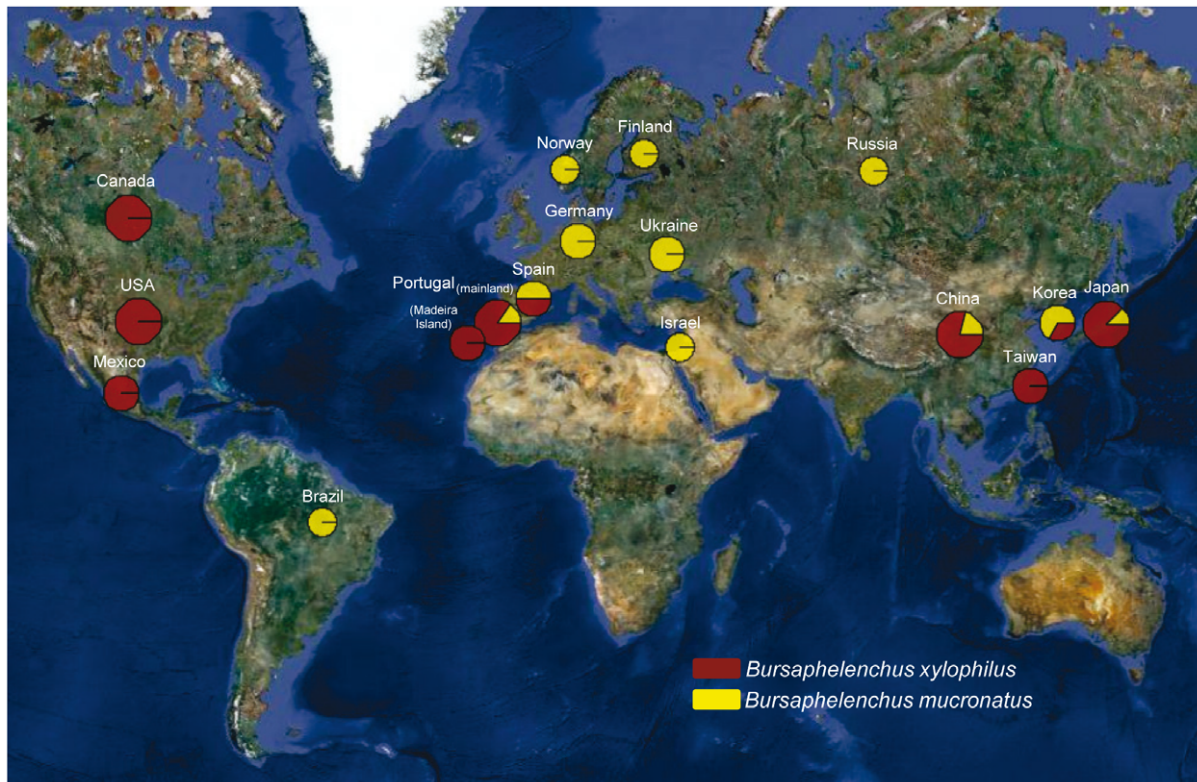 Finland
Norway
Russia
Canada
Germany
Ukraine
Spain
Portugal (mainland)
USA
(Madeira
Island)
China
Korea
Japan
Israel
Mexico
Taiwan
Brazil
Bursaphelenchus xylophilus
Bursaphelenchus mucronatus